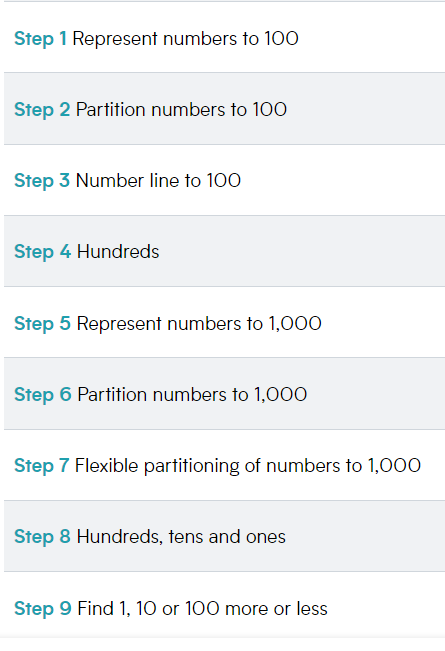 Step 1 Represent numbers to 100
Step 2 Partition numbers to 100
Step 3 Number line to 100
Step 4 Hundreds
Step 5 Represent numbers to 1,000
Step 6 Partition numbers to 1,000
Step 7 Flexible partitioning of numbers to 1,000
Step 8 Hundreds, tens and ones
Step 9 Find 1, 10 or 100 more or less